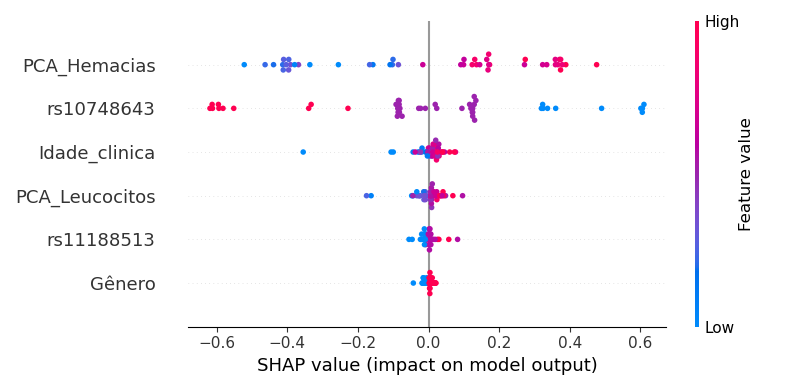 High
PCA_Hemacias
rs10748643
Idade_clinica
PCA_Leucocitos
rs11188513
Gênero
Feature value
Low
−0.6 −0.4 −0.2 0.0 0.2 0.4 0.6
SHAP value (impact on model output)